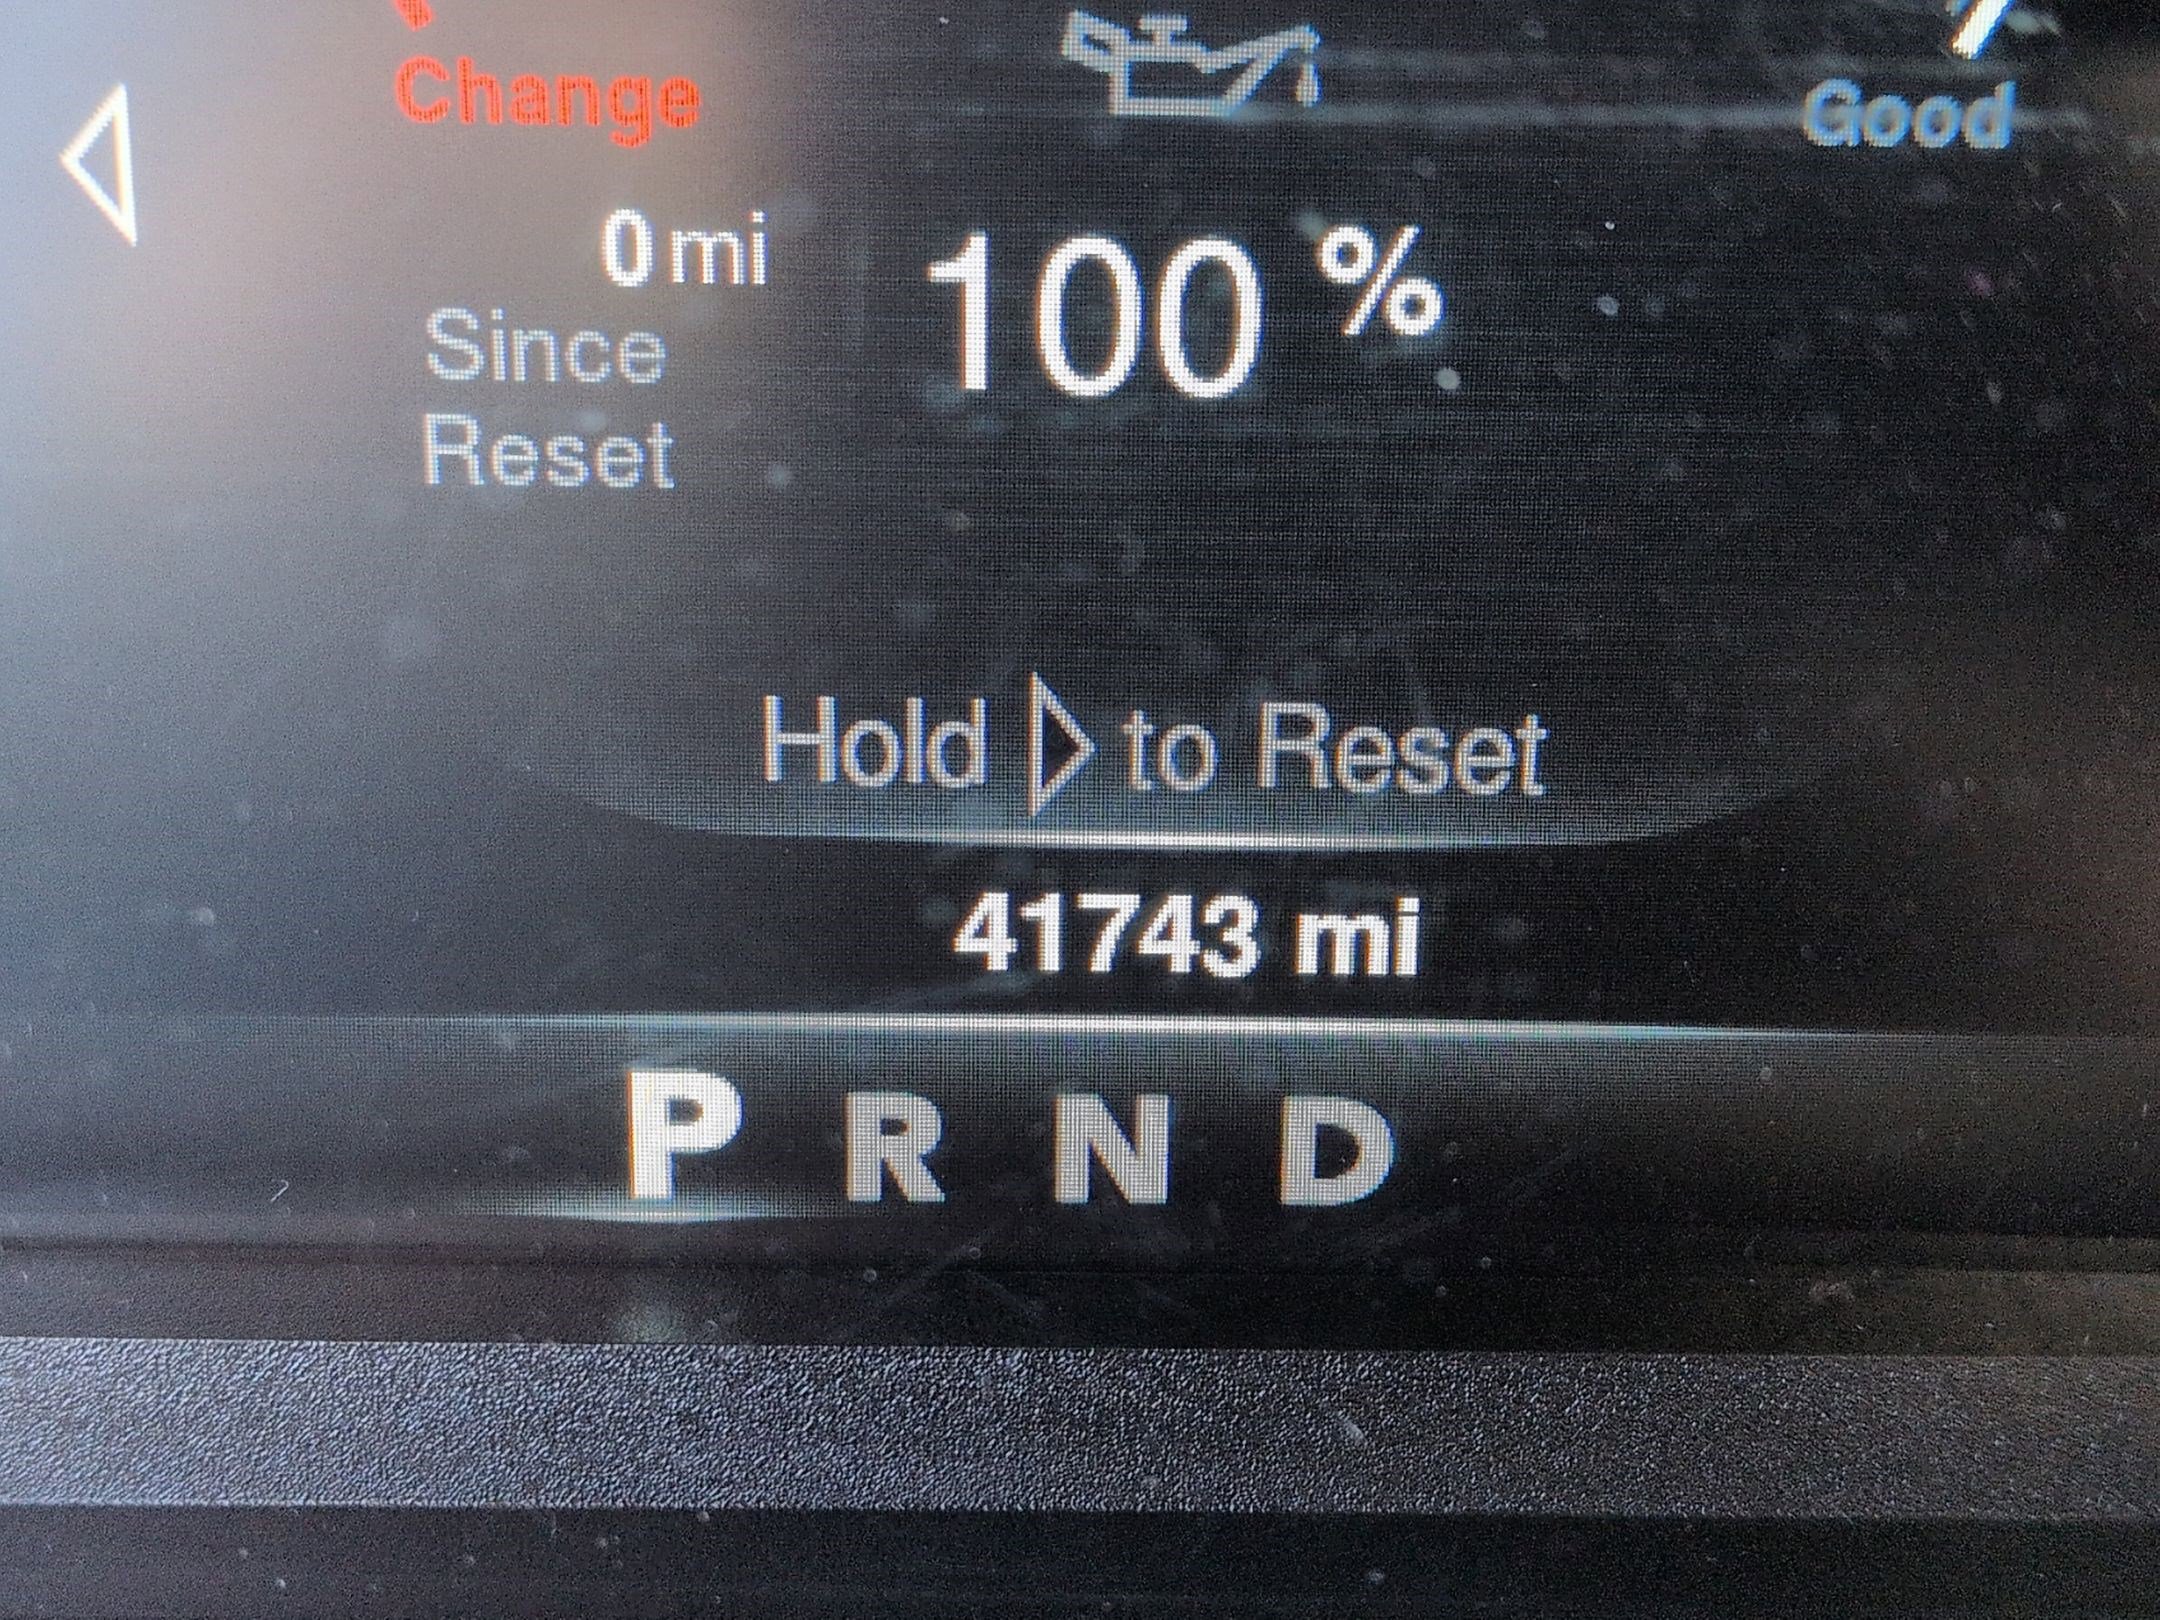 Change
Good
0 mi
100 %
Since
Reset
Hold to Reset
41743 mi
P R N D